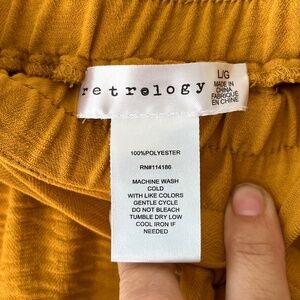 retrology
L/G
MADE IN
CHINA
FABRIQUE
EN CHINE
100%POLYESTER
RN#114186
MACHINE WASH
COLD
WITH LIKE COLORS
GENTLE CYCLE
DO NOT BLEACH
TUMBLE DRY LOW
COOL IRON IF
NEEDED